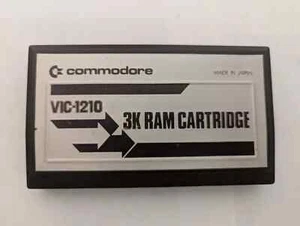 commodore
MADE IN JAPAN
VIC-1210
3K RAM CARTRIDGE